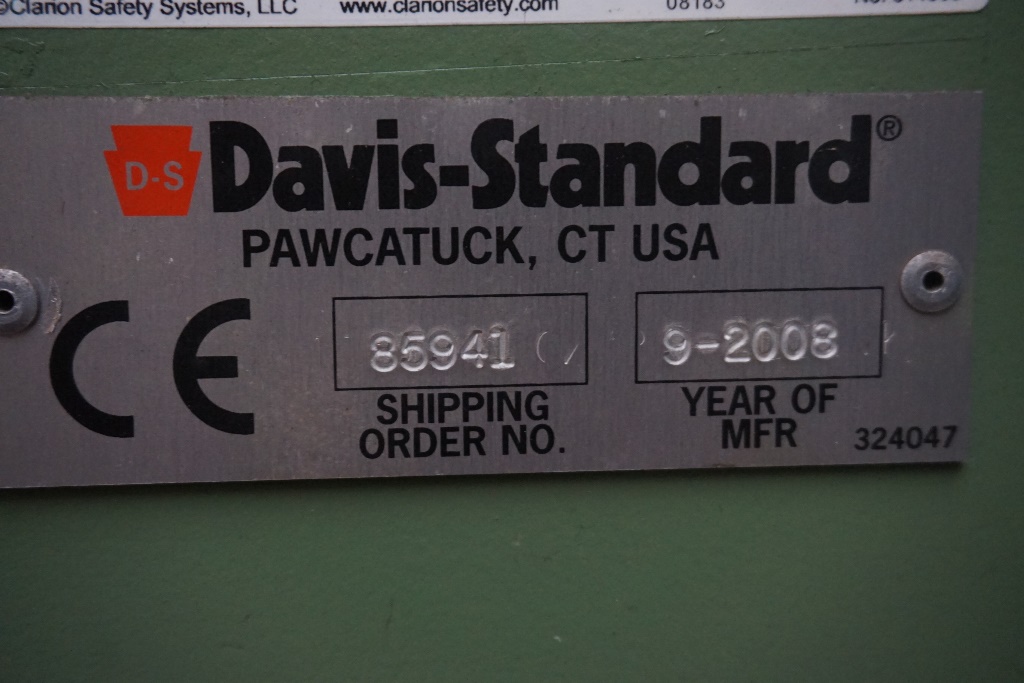 ©Clarion Safety Systems, LLC www.clarionsafety.com 08183
D-S Davis-Standard®
PAWCATUCK, CT USA
CE 85941 9-2008
SHIPPING ORDER NO.
YEAR OF MFR
324047